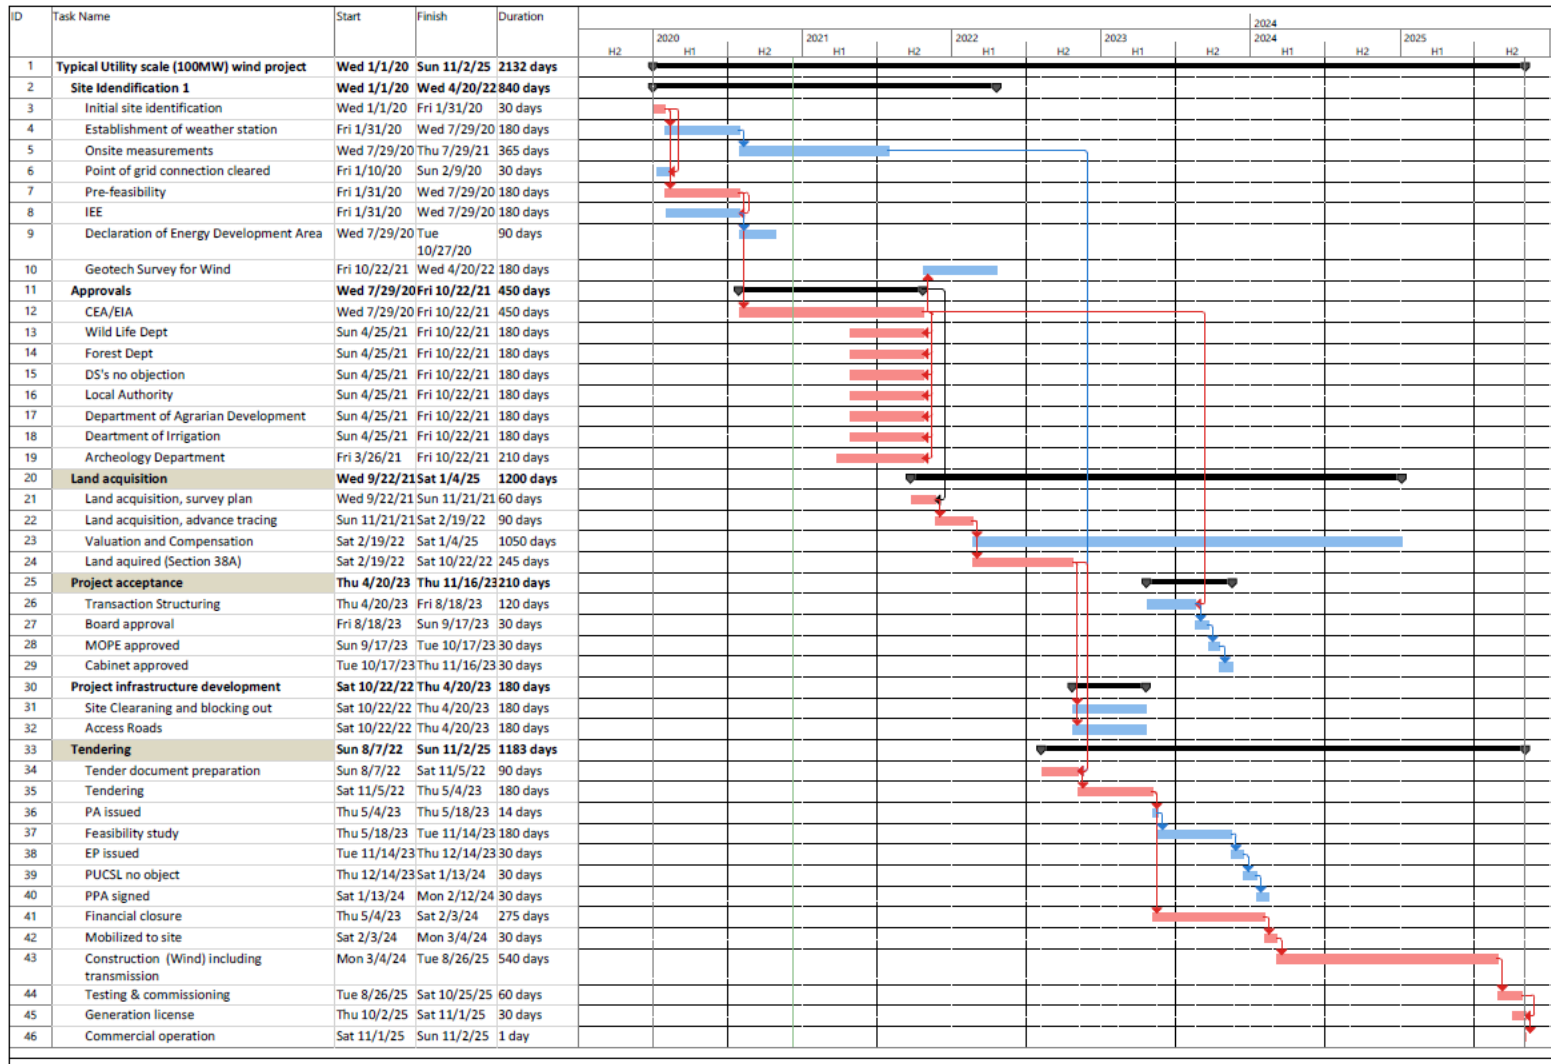 ID Task Name Start Finish Duration
2024
2020 2021 2022 2023 2024 2025
H2 H1 H2 H1 H2 H1 H2 H1 H2 H1 H2 H1 H2
1 Typical Utility scale (100MW) wind project Wed 1/1/20 Sun 11/2/25 2132 days
2 Site Idendification 1 Wed 1/1/20 Wed 4/20/22 840 days
3 Initial site identification Wed 1/1/20 Fri 1/31/20 30 days
4 Establishment of weather station Fri 1/31/20 Wed 7/29/20 180 days
5 Onsite measurements Wed 7/29/20 Thu 7/29/21 365 days
6 Point of grid connection cleared Fri 1/10/20 Sun 2/9/20 30 days
7 Pre-feasibility Fri 1/31/20 Wed 7/29/20 180 days
8 IEE Fri 1/31/20 Wed 7/29/20 180 days
9 Declaration of Energy Development Area Wed 7/29/20 Tue 90 days
10/27/20
10 Geotech Survey for Wind Fri 10/22/21 Wed 4/20/22 180 days
11 Approvals Wed 7/29/20 Fri 10/22/21 450 days
12 CEA/EIA Wed 7/29/20 Fri 10/22/21 450 days
13 Wild Life Dept Sun 4/25/21 Fri 10/22/21 180 days
14 Forest Dept Sun 4/25/21 Fri 10/22/21 180 days
15 DS's no objection Sun 4/25/21 Fri 10/22/21 180 days
16 Local Authority Sun 4/25/21 Fri 10/22/21 180 days
17 Department of Agrarian Development Sun 4/25/21 Fri 10/22/21 180 days
18 Deartment of Irrigation Sun 4/25/21 Fri 10/22/21 180 days
19 Archeology Department Fri 3/26/21 Fri 10/22/21 210 days
20 Land acquisition Wed 9/22/21 Sat 1/4/25 1200 days
21 Land acquisition, survey plan Wed 9/22/21 Sun 11/21/21 60 days
22 Land acquisition, advance tracing Sun 11/21/21 Sat 2/19/22 90 days
23 Valuation and Compensation Sat 2/19/22 Sat 1/4/25 1050 days
24 Land aquired (Section 38A) Sat 2/19/22 Sat 10/22/22 245 days
25 Project acceptance Thu 4/20/23 Thu 11/16/23 210 days
26 Transaction Structuring Thu 4/20/23 Fri 8/18/23 120 days
27 Board approval Fri 8/18/23 Sun 9/17/23 30 days
28 MOPE approved Sun 9/17/23 Tue 10/17/23 30 days
29 Cabinet approved Tue 10/17/23 Thu 11/16/23 30 days
30 Project infrastructure development Sat 10/22/22 Thu 4/20/23 180 days
31 Site Clearaning and blocking out Sat 10/22/22 Thu 4/20/23 180 days
32 Access Roads Sat 10/22/22 Thu 4/20/23 180 days
33 Tendering Sun 8/7/22 Sun 11/2/25 1183 days
34 Tender document preparation Sun 8/7/22 Sat 11/5/22 90 days
35 Tendering Sat 11/5/22 Thu 5/4/23 180 days
36 PA issued Thu 5/4/23 Thu 5/18/23 14 days
37 Feasibility study Thu 5/18/23 Tue 11/14/23 180 days
38 EP issued Tue 11/14/23 Thu 12/14/23 30 days
39 PUCSL no object Thu 12/14/23 Sat 1/13/24 30 days
40 PPA signed Sat 1/13/24 Mon 2/12/24 30 days
41 Financial closure Thu 5/4/23 Sat 2/3/24 275 days
42 Mobilized to site Sat 2/3/24 Mon 3/4/24 30 days
43 Construction (Wind) including Mon 3/4/24 Tue 8/26/25 540 days
transmission
44 Testing & commissioning Tue 8/26/25 Sat 10/25/25 60 days
45 Generation license Thu 10/2/25 Sat 11/1/25 30 days
46 Commercial operation Sat 11/1/25 Sun 11/2/25 1 day